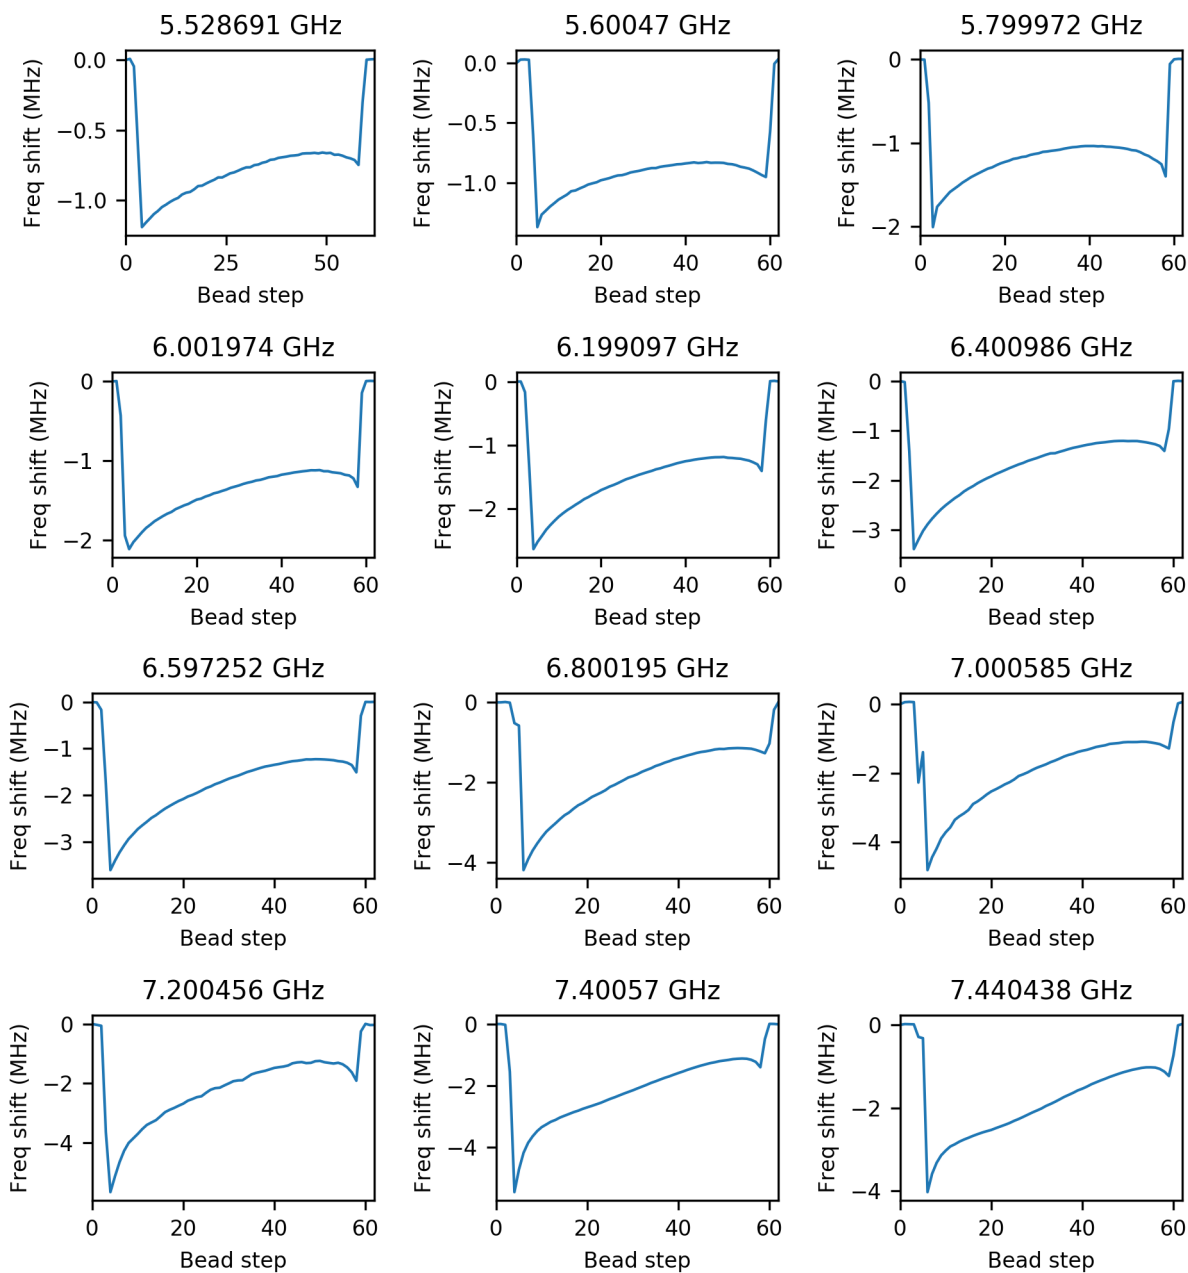 5.528691 GHz
Freq shift (MHz)
0.0
−0.5
−1.0
0 25 50
Bead step
5.60047 GHz
Freq shift (MHz)
0.0
−0.5
−1.0
0 20 40 60
Bead step
5.799972 GHz
Freq shift (MHz)
0
−1
−2
0 20 40 60
Bead step
6.001974 GHz
Freq shift (MHz)
0
−1
−2
0 20 40 60
Bead step
6.199097 GHz
Freq shift (MHz)
0
−1
−2
0 20 40 60
Bead step
6.400986 GHz
Freq shift (MHz)
0
−1
−2
−3
0 20 40 60
Bead step
6.597252 GHz
Freq shift (MHz)
0
−1
−2
−3
0 20 40 60
Bead step
6.800195 GHz
Freq shift (MHz)
0
−2
−4
0 20 40 60
Bead step
7.000585 GHz
Freq shift (MHz)
0
−2
−4
0 20 40 60
Bead step
7.200456 GHz
Freq shift (MHz)
0
−2
−4
0 20 40 60
Bead step
7.40057 GHz
Freq shift (MHz)
0
−2
−4
0 20 40 60
Bead step
7.440438 GHz
Freq shift (MHz)
0
−2
−4
0 20 40 60
Bead step